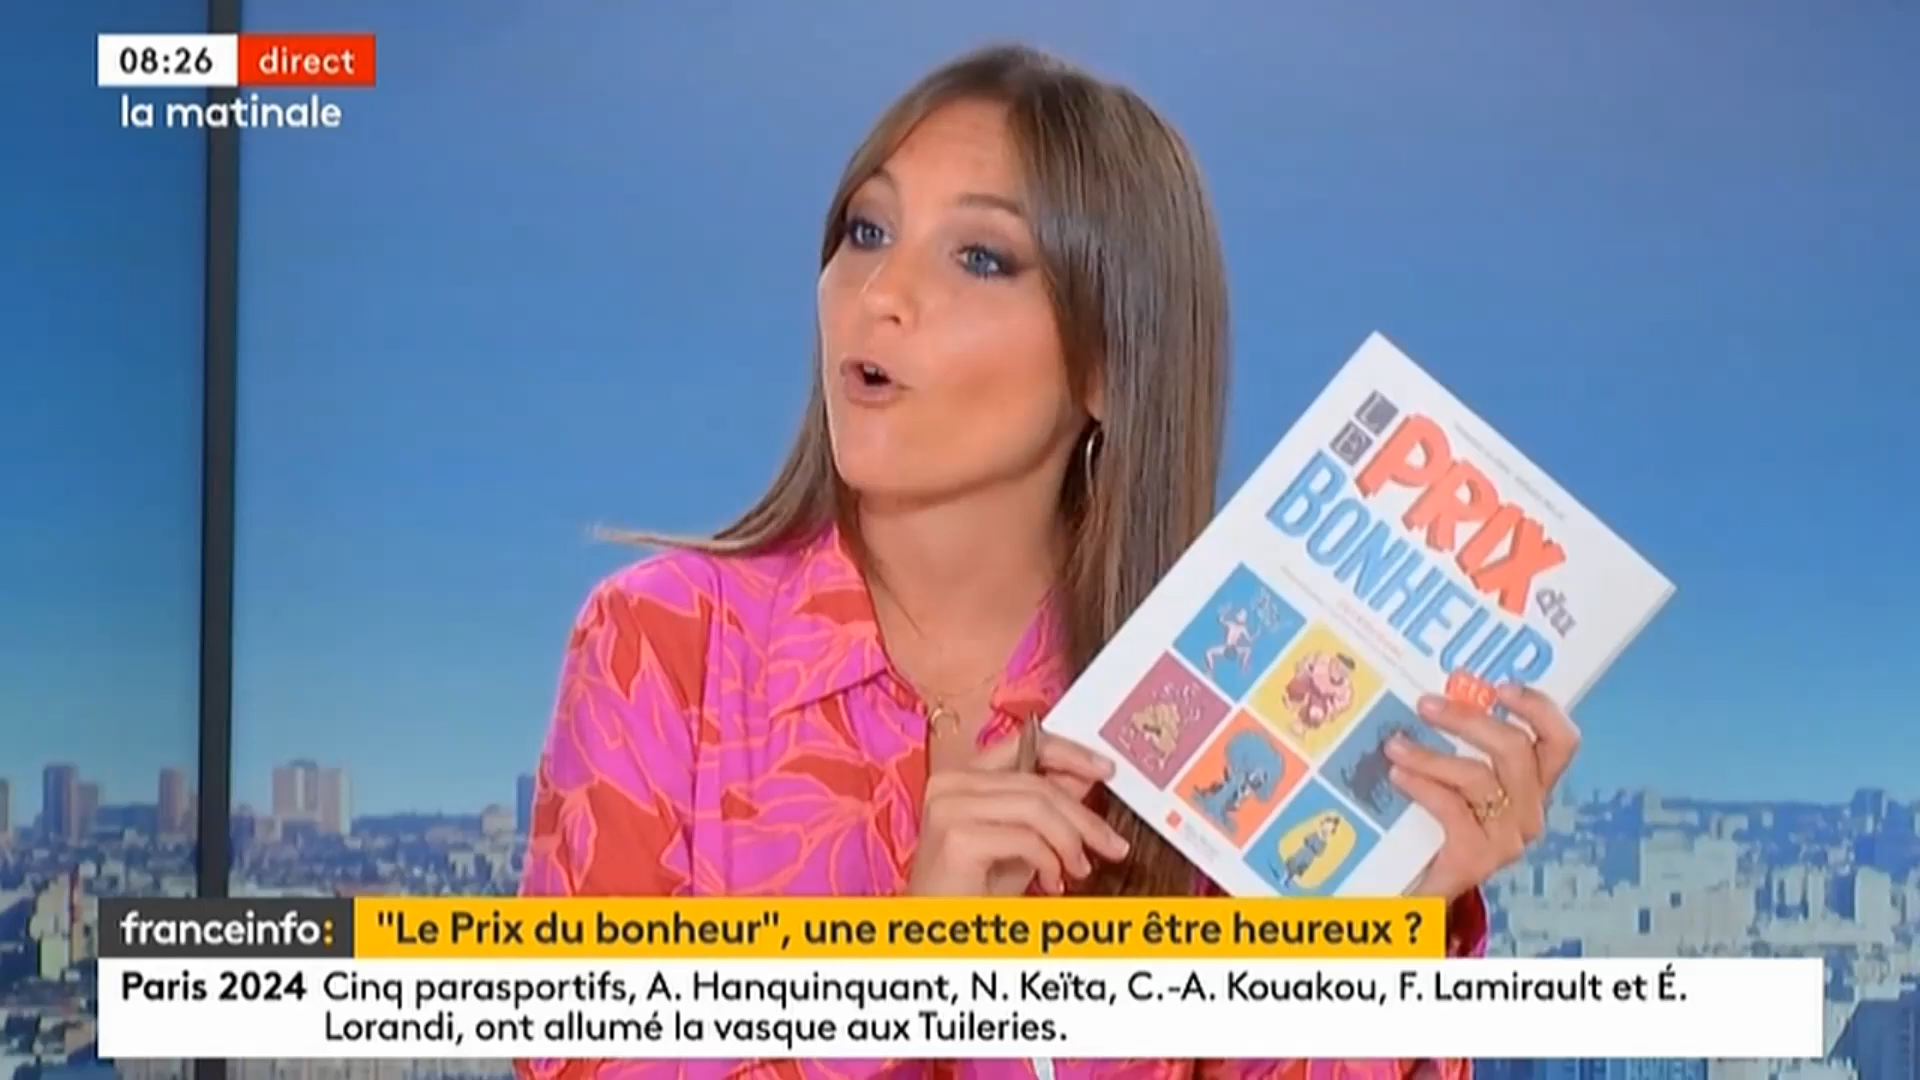 08:26 direct
la matinale
LE
PRIX du
BONHEUR
franceinfo: "Le Prix du bonheur", une recette pour être heureux ?
Paris 2024 Cinq parasportifs, A. Hanquinquant, N. Keïta, C.-A. Kouakou, F. Lamirault et É.
Lorandi, ont allumé la vasque aux Tuileries.